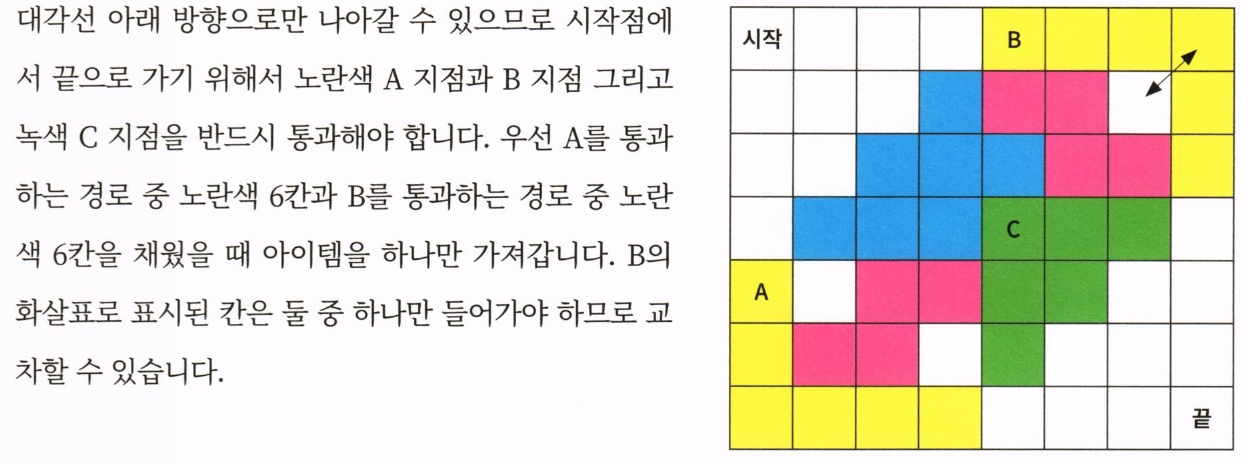 대각선 아래 방향으로만 나아갈 수 있으므로 시작점에
서 끝으로 가기 위해서 노란색 A 지점과 B 지점 그리고
녹색 C 지점을 반드시 통과해야 합니다. 우선 A를 통과
하는 경로 중 노란색 6칸과 B를 통과하는 경로 중 노란
색 6칸을 채웠을 때 아이템을 하나만 가져갑니다. B의
화살표로 표시된 칸은 둘 중 하나만 들어가야 하므로 교
차할 수 있습니다.
시작
B
C
A
끝